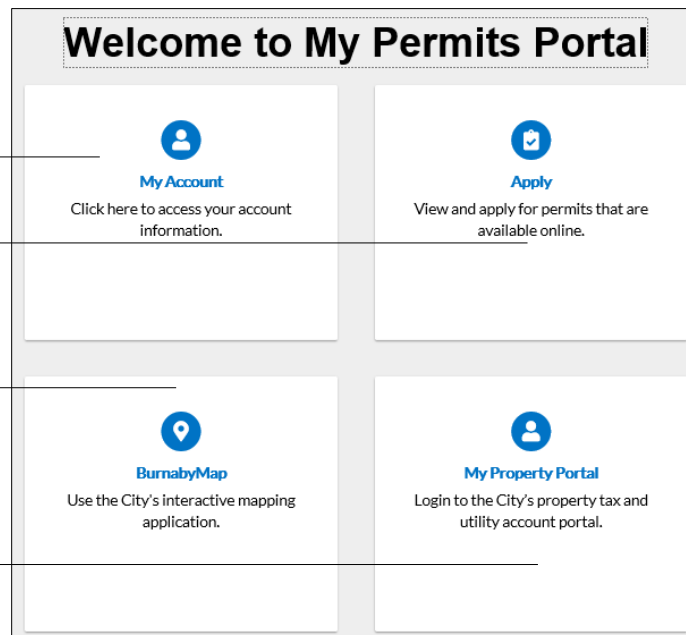 Welcome to My Permits Portal
My Account
Click here to access your account
information.
Apply
View and apply for permits that are
available online.
BurnabyMap
Use the City's interactive mapping
application.
My Property Portal
Login to the City's property tax and
utility account portal.